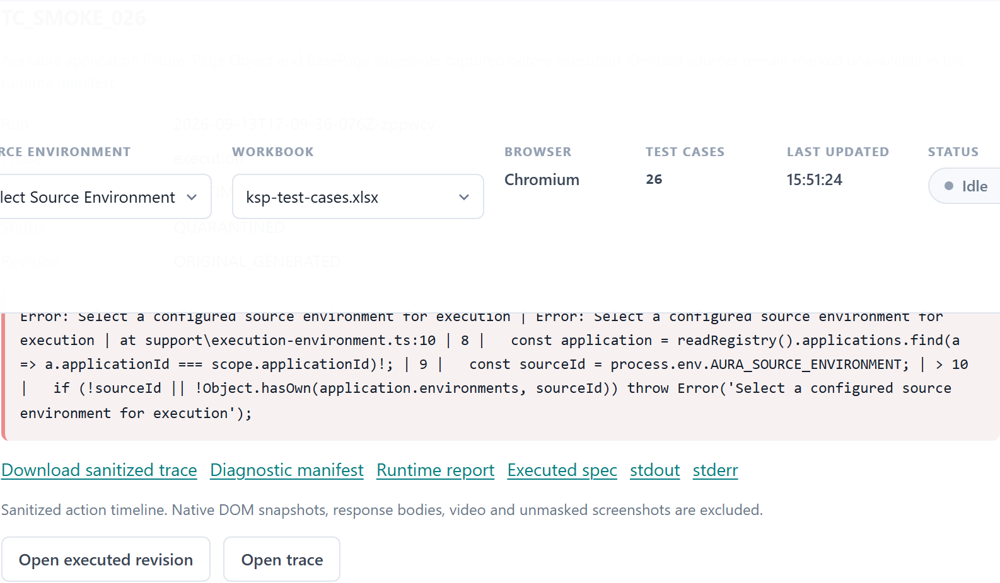 TC_SMOKE_026
Available application fixture, Page Object and BasePage snapshots captured before execution. Omitted sources remain marked unavailable in the
runtime manifest.
Run 2026-09-13T17-09-36-076Z-zppwcv
RCE ENVIRONMENT WORKBOOK BROWSER TEST CASES LAST UPDATED STATUS
execution
lect Source Environment ksp-test-cases.xlsx Chromium 26 15:51:24 Idle
Status QUARANTINED
Revision ORIGINAL_GENERATED
Error: Select a configured source environment for execution | Error: Select a configured source environment for
execution | at support\execution-environment.ts:10 | 8 |   const application = readRegistry().applications.find(a
=> a.applicationId === scope.applicationId)!; | 9 |   const sourceId = process.env.AURA_SOURCE_ENVIRONMENT; | > 10
|   if (!sourceId || !Object.hasOwn(application.environments, sourceId)) throw Error('Select a configured source
environment for execution');
Download sanitized trace Diagnostic manifest Runtime report Executed spec stdout stderr
Sanitized action timeline. Native DOM snapshots, response bodies, video and unmasked screenshots are excluded.
Open executed revision Open trace